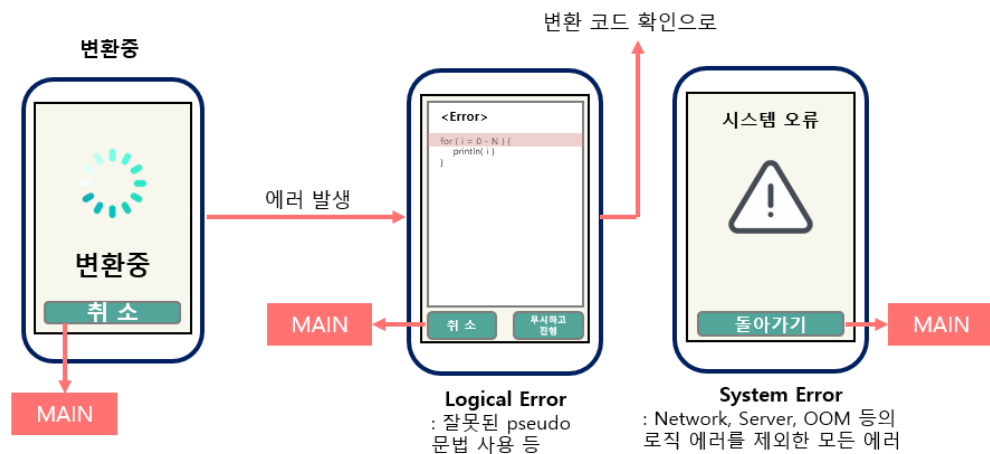 변환 코드 확인으로
변환중
변환중
취 소
MAIN
에러 발생
<Error>
for ( i = 0 - N ) {
println( i )
}
취 소
무시하고
진행
MAIN
Logical Error
: 잘못된 pseudo
문법 사용 등
시스템 오류
돌아가기
MAIN
System Error
: Network, Server, OOM 등의
로직 에러를 제외한 모든 에러